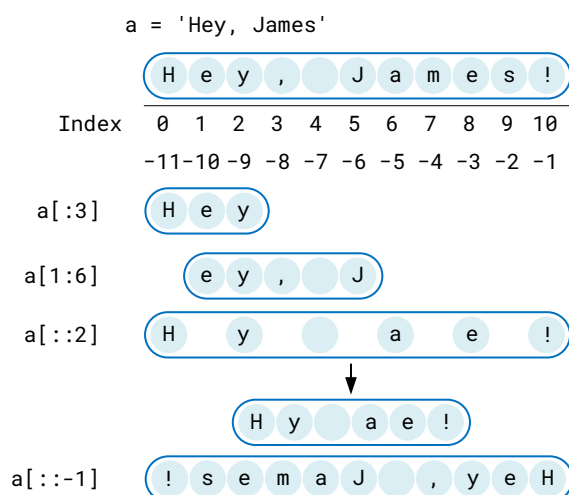 a = 'Hey, James'
H e y , J a m e s !
Index 0 1 2 3 4 5 6 7 8 9 10
-11 -10 -9 -8 -7 -6 -5 -4 -3 -2 -1
a[:3] H e y
a[1:6] e y , J
a[::2] H y a e !
H y a e !
a[::-1] ! s e m a J , y e H